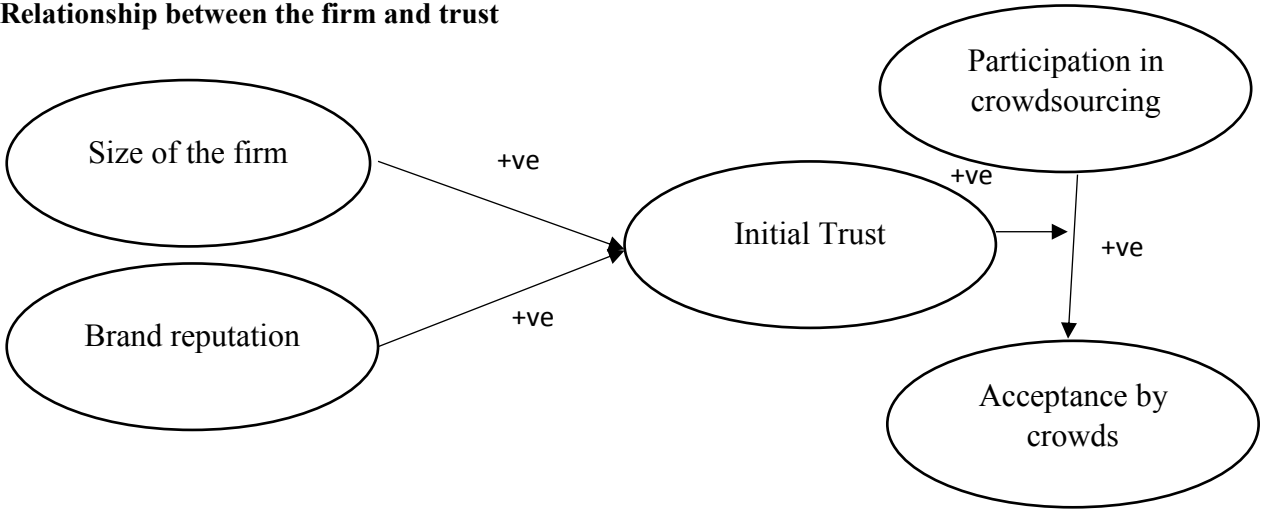 Relationship between the firm and trust
Participation in
crowdsourcing
Size of the firm
+ve
+ve
Initial Trust
+ve
Brand reputation
+ve
Acceptance by
crowds